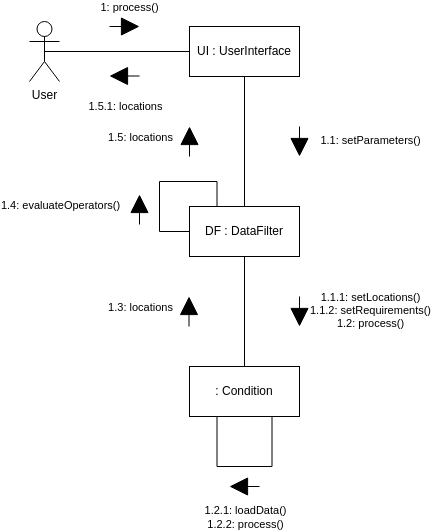 1: process()
UI : UserInterface
User
1.5.1: locations
1.5: locations
1.1: setParameters()
1.4: evaluateOperators()
DF : DataFilter
1.3: locations
1.1.1: setLocations()
1.1.2: setRequirements()
1.2: process()
: Condition
1.2.1: loadData()
1.2.2: process()